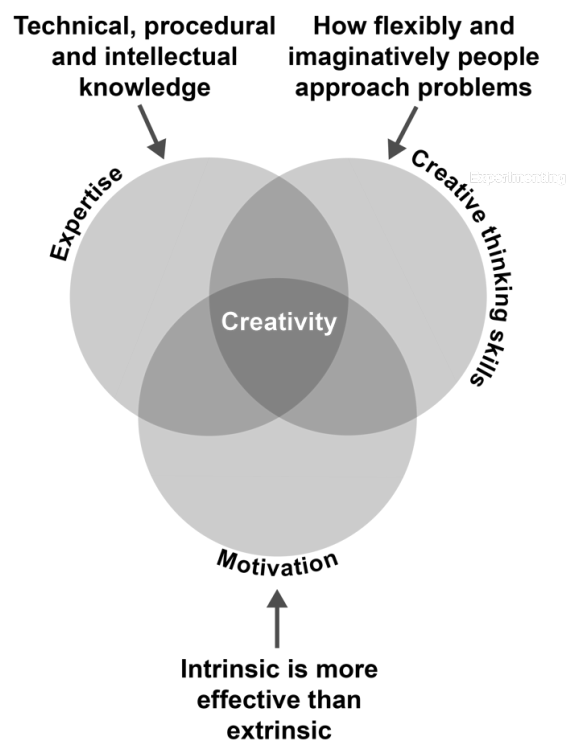 Technical, procedural
and intellectual
knowledge
How flexibly and
imaginatively people
approach problems
Expertise
Creative thinking skills
Creativity
Motivation
Intrinsic is more
effective than
extrinsic